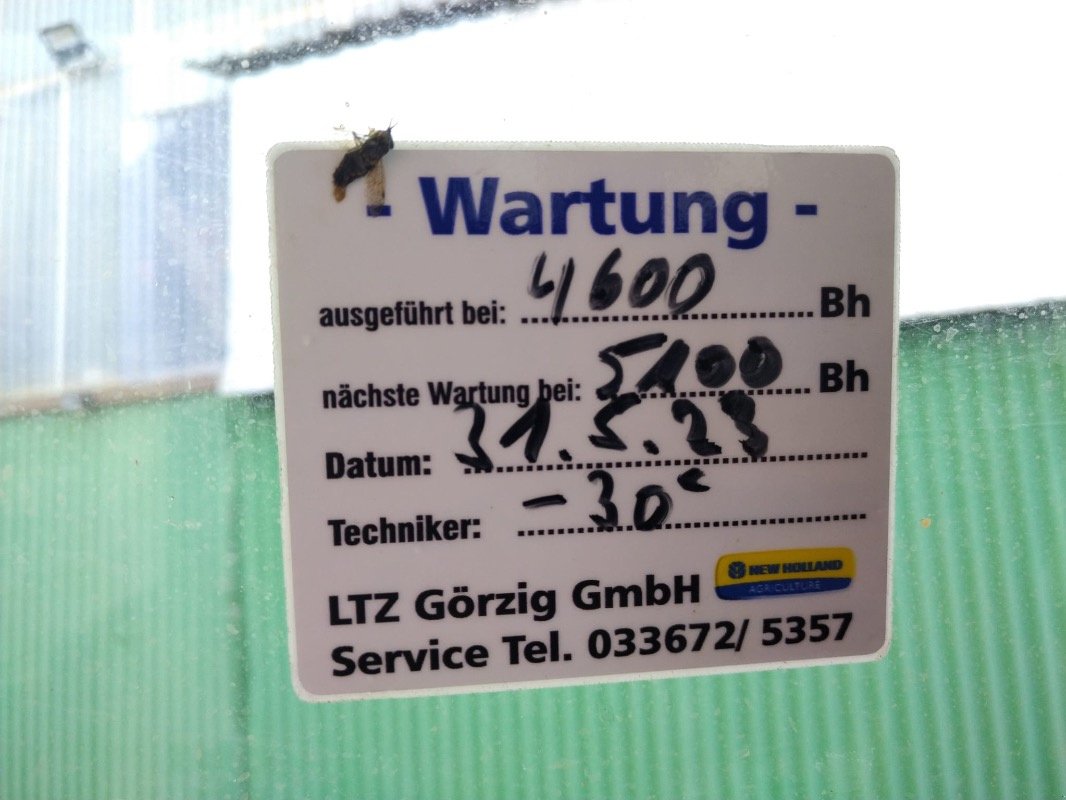 - Wartung -
ausgeführt bei: 4600 Bh
nächste Wartung bei: 5100 Bh
Datum: 31.5.23
Techniker: -30c
NEW HOLLAND
AGRICULTURE
LTZ Görzig GmbH
Service Tel. 033672/ 5357